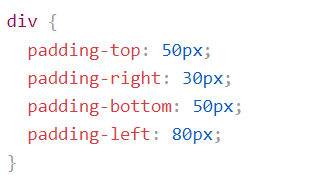 div {
  padding-top: 50px;
  padding-right: 30px;
  padding-bottom: 50px;
  padding-left: 80px;
}